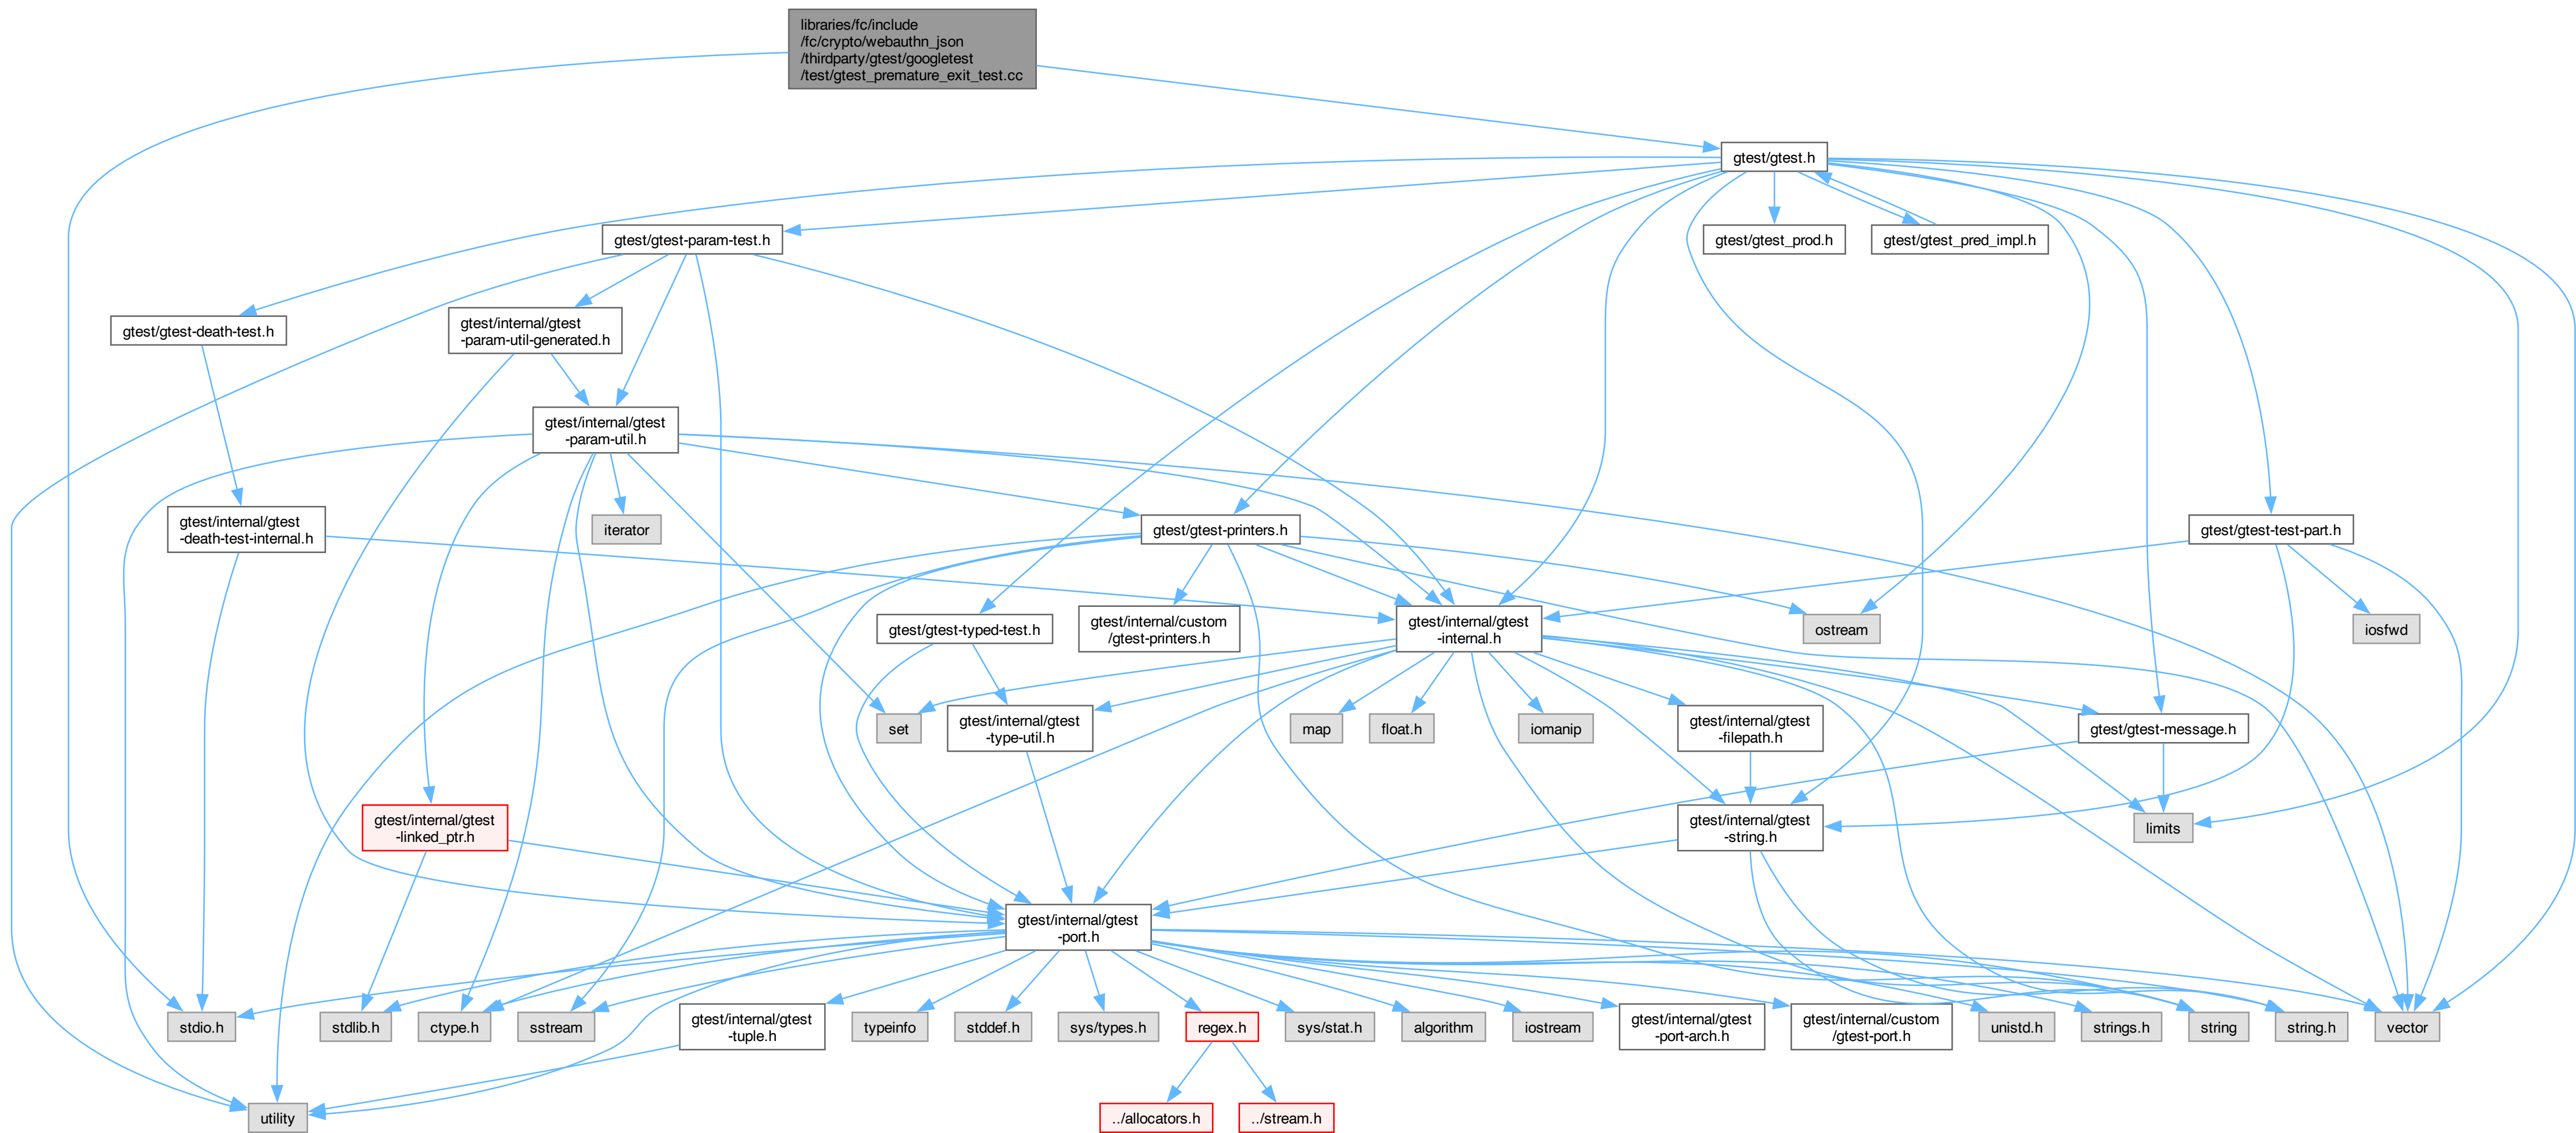 libraries/fc/include
/fc/crypto/webauthn_json
/thirdparty/gtest/googletest
/test/gtest_premature_exit_test.cc
gtest/gtest.h
gtest/gtest-param-test.h
gtest/gtest_prod.h
gtest/gtest_pred_impl.h
gtest/gtest-death-test.h
gtest/internal/gtest
-param-util-generated.h
gtest/internal/gtest
-param-util.h
gtest/internal/gtest
-death-test-internal.h
iterator
gtest/gtest-printers.h
gtest/gtest-test-part.h
gtest/gtest-typed-test.h
gtest/internal/custom
/gtest-printers.h
gtest/internal/gtest
-internal.h
ostream
iosfwd
set
gtest/internal/gtest
-type-util.h
map
float.h
iomanip
gtest/internal/gtest
-filepath.h
gtest/gtest-message.h
gtest/internal/gtest
-linked_ptr.h
gtest/internal/gtest
-string.h
limits
gtest/internal/gtest
-port.h
stdio.h
stdlib.h
ctype.h
sstream
gtest/internal/gtest
-tuple.h
typeinfo
stddef.h
sys/types.h
regex.h
sys/stat.h
algorithm
iostream
gtest/internal/gtest
-port-arch.h
gtest/internal/custom
/gtest-port.h
unistd.h
strings.h
string
string.h
vector
utility
../allocators.h
../stream.h